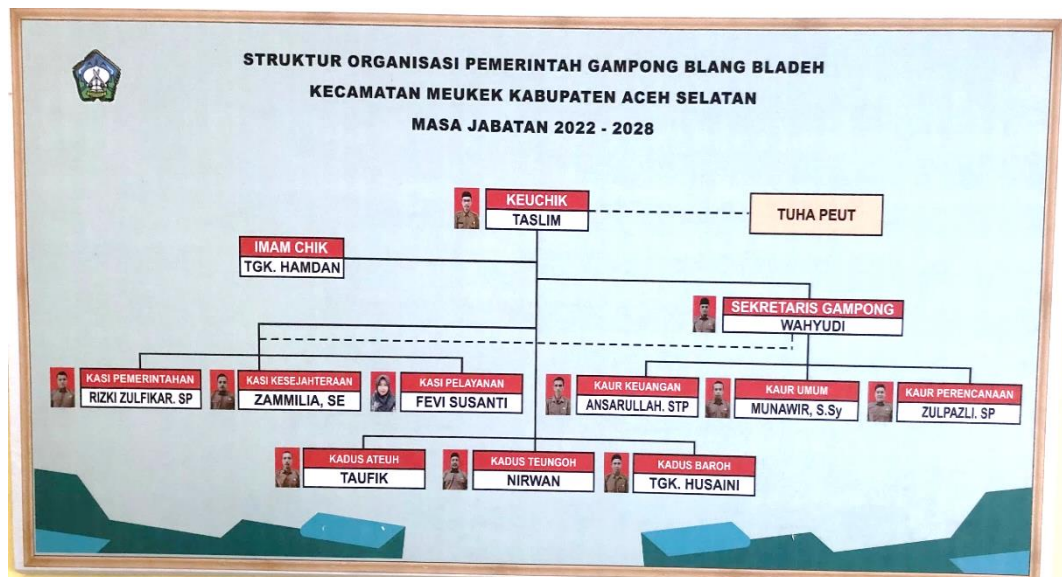 STRUKTUR ORGANISASI PEMERINTAH GAMPONG BLANG BLADEH
KECAMATAN MEUKEK KABUPATEN ACEH SELATAN
MASA JABATAN 2022 - 2028
KEUCHIK
TASLIM
TUHA PEUT
IMAM CHIK
TGK. HAMDAN
SEKRETARIS GAMPONG
WAHYUDI
KASI PEMERINTAHAN
RIZKI ZULFIKAR. SP
KASI KESEJAHTERAAN
ZAMMILIA, SE
KASI PELAYANAN
FEVI SUSANTI
KAUR KEUANGAN
ANSARULLAH. STP
KAUR UMUM
MUNAWIR, S.Sy
KAUR PERENCANAAN
ZULPAZLI. SP
KADUS ATEUH
TAUFIK
KADUS TEUNGOH
NIRWAN
KADUS BAROH
TGK. HUSAINI